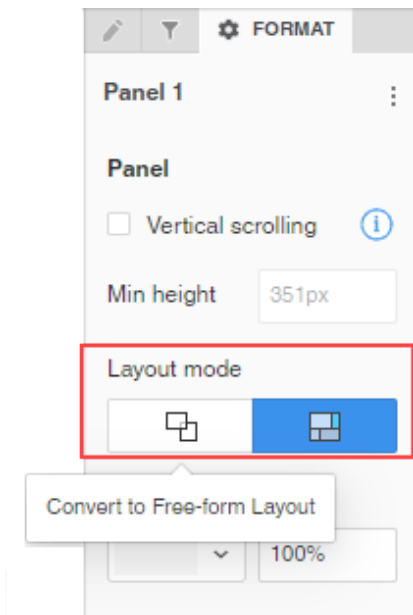 FORMAT
Panel 1
Panel
Vertical scrolling
Min height 351px
Layout mode
Convert to Free-form Layout
100%